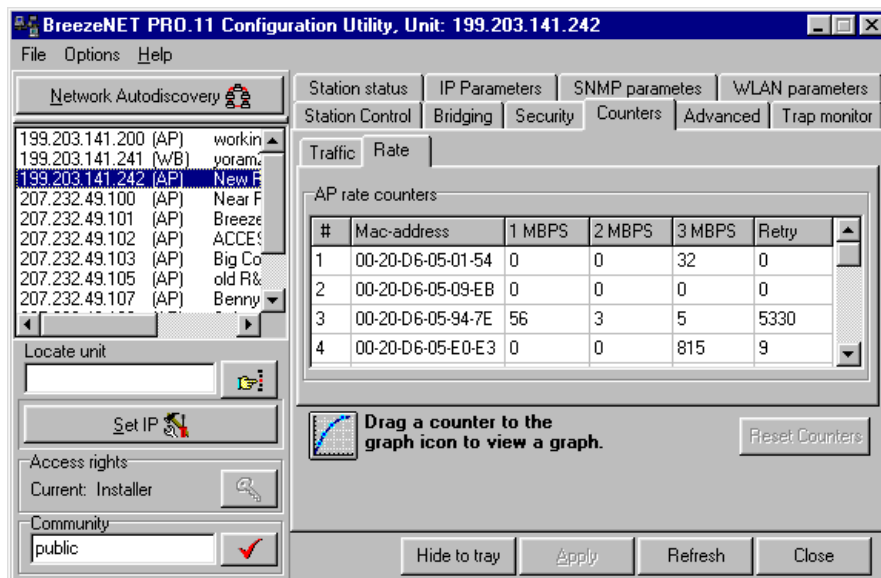 BreezeNET PRO.11 Configuration Utility, Unit: 199.203.141.242
File Options Help
Network Autodiscovery
199.203.141.200 (AP) workin
199.203.141.241 (WB) yoram
199.203.141.242 (AP) New
207.232.49.100 (AP) Near F
207.232.49.101 (AP) Breeze
207.232.49.102 (AP) ACCES
207.232.49.103 (AP) Big Co
207.232.49.105 (AP) old R&
207.232.49.107 (AP) Benny
Locate unit
Set IP
Access rights
Current: Installer
Community
public
Station status IP Parameters SNMP parametes WLAN parameters
Station Control Bridging Security Counters Advanced Trap monitor
Traffic Rate
AP rate counters
# Mac-address 1 MBPS 2 MBPS 3 MBPS Retry
1 00-20-D6-05-01-54 0 0 32 0
2 00-20-D6-05-09-EB 0 0 0 0
3 00-20-D6-05-94-7E 56 3 5 5330
4 00-20-D6-05-E0-E3 0 0 815 9
Drag a counter to the
graph icon to view a graph.
Reset Counters
Hide to tray Apply Refresh Close